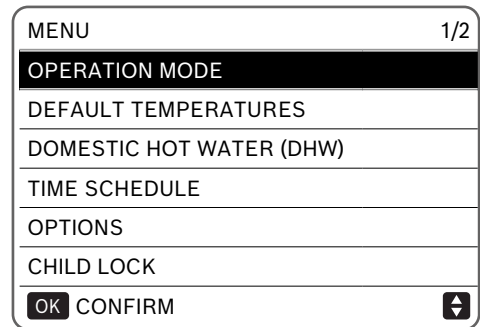 MENU 1/2
OPERATION MODE
DEFAULT TEMPERATURES
DOMESTIC HOT WATER (DHW)
TIME SCHEDULE
OPTIONS
CHILD LOCK
OK CONFIRM